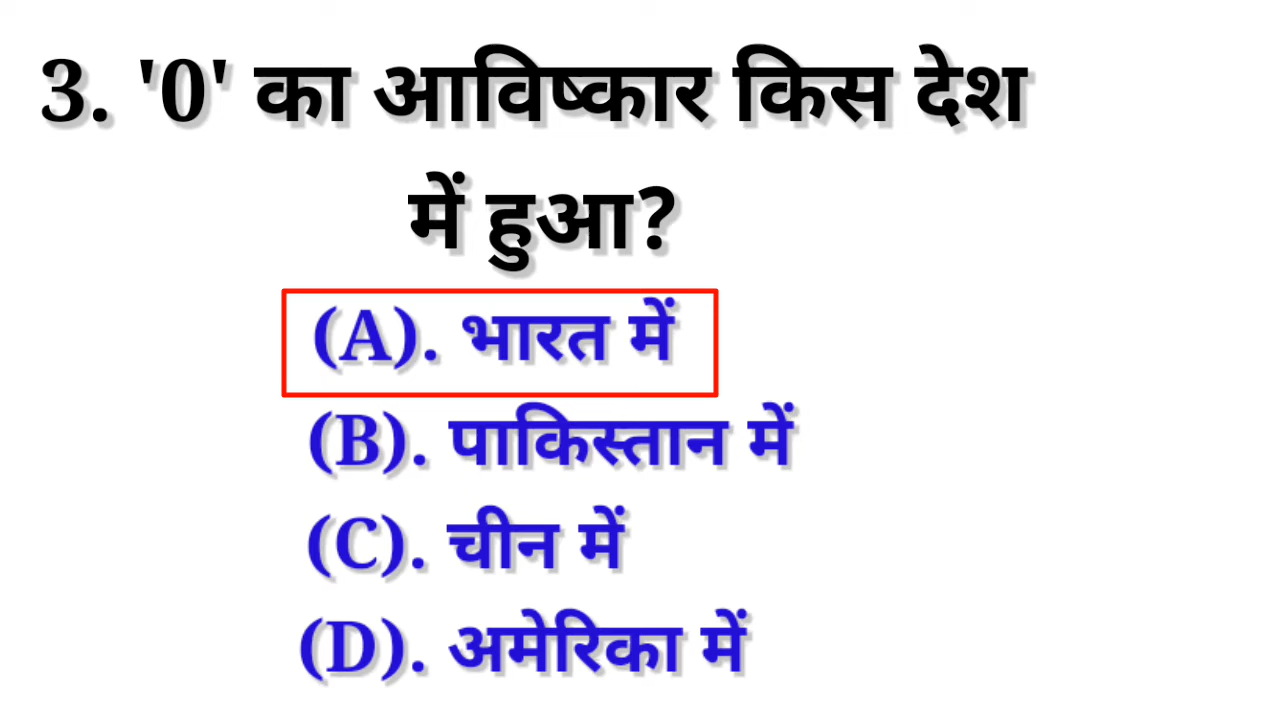 3. '0' का आविष्कार किस देश
में हुआ?
(A). भारत में
(B). पाकिस्तान में
(C). चीन में
(D). अमेरिका में